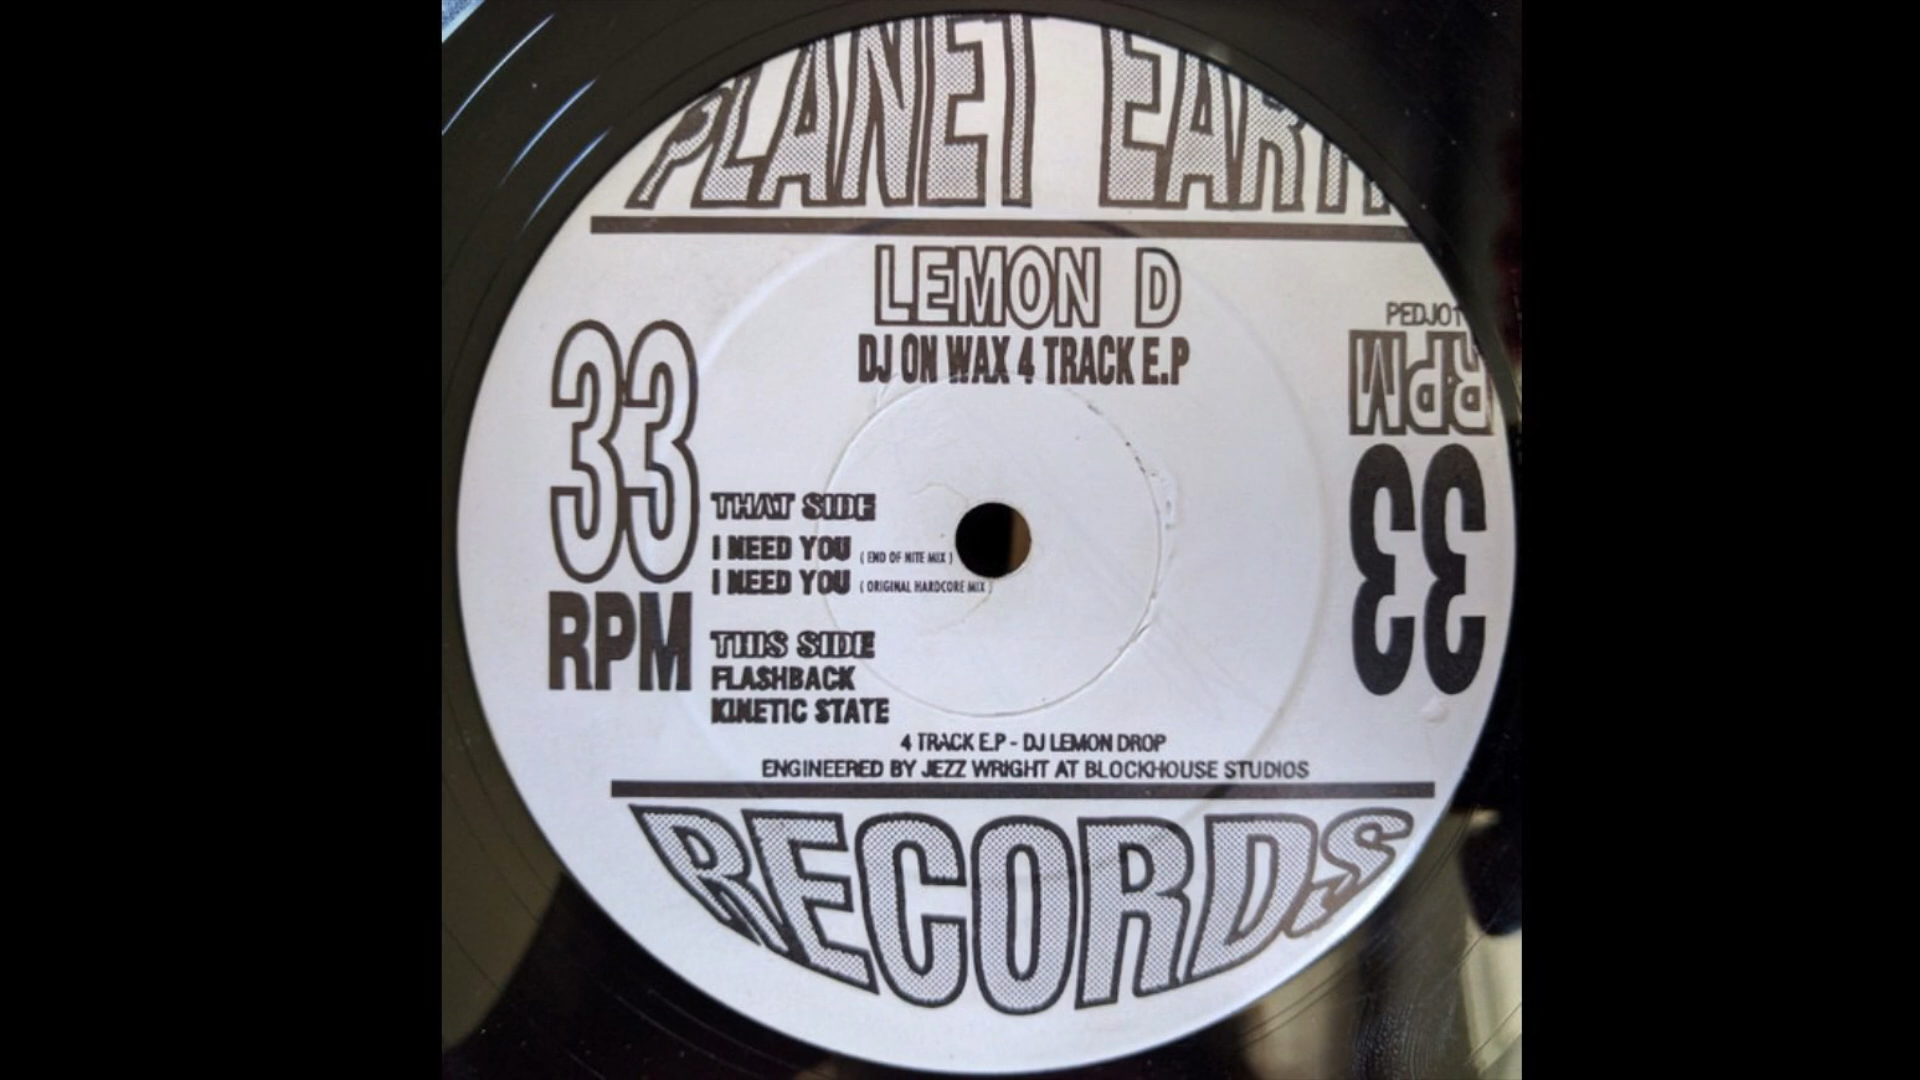 PLANET EARTH
LEMON D
DJ ON WAX 4 TRACK E.P
PEDJ01
33
RPM
33
RPM
THAT SIDE
I NEED YOU ( END OF NITE MIX )
I NEED YOU ( ORIGINAL HARDCORE MIX )
THIS SIDE
FLASHBACK
KINETIC STATE
4 TRACK E.P - DJ LEMON DROP
ENGINEERED BY JEZZ WRIGHT AT BLOCKHOUSE STUDIOS
RECORDS